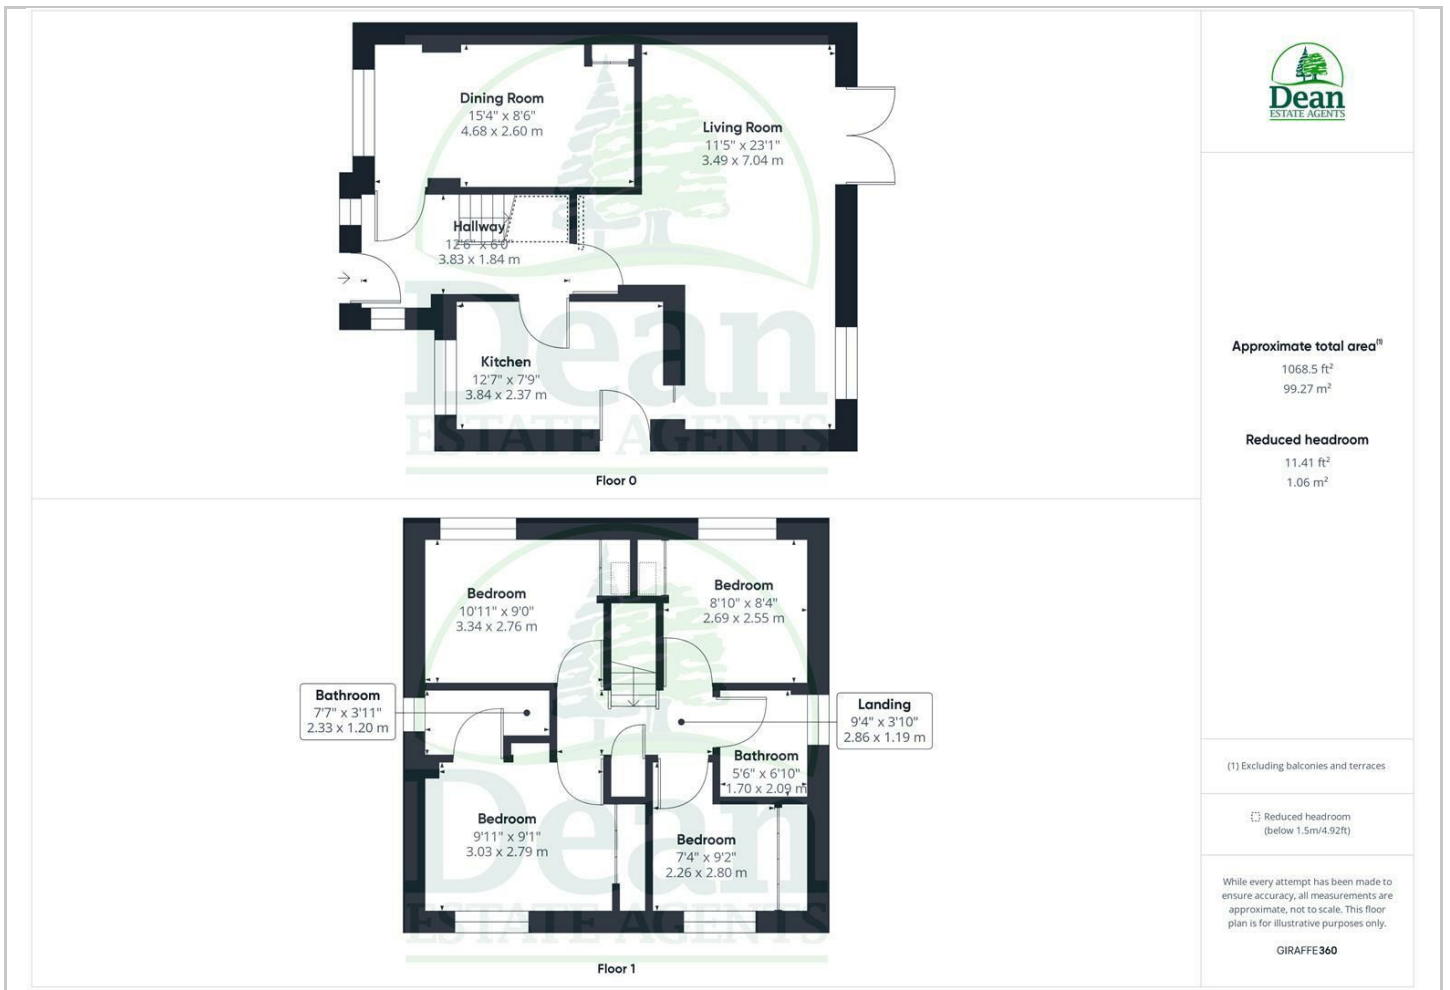 Dining Room
15'4" x 8'6"
4.68 x 2.60 m
Living Room
11'5" x 23'1"
3.49 x 7.04 m
Hallway
12'6" x 6'0"
3.83 x 1.84 m
Kitchen
12'7" x 7'9"
3.84 x 2.37 m
Dean
ESTATE AGENTS
Floor 0
Bedroom
10'11" x 9'0"
3.34 x 2.76 m
Bedroom
8'10" x 8'4"
2.69 x 2.55 m
Bathroom
7'7" x 3'11"
2.33 x 1.20 m
Landing
9'4" x 3'10"
2.86 x 1.19 m
Bathroom
5'6" x 6'10"
1.70 x 2.09 m
Bedroom
9'11" x 9'1"
3.03 x 2.79 m
Bedroom
7'4" x 9'2"
2.26 x 2.80 m
Dean
ESTATE AGENTS
Floor 1
Dean
ESTATE AGENTS
Approximate total area(1)
1068.5 ft²
99.27 m²
Reduced headroom
11.41 ft²
1.06 m²
(1) Excluding balconies and terraces
Reduced headroom
(below 1.5m/4.92ft)
While every attempt has been made to
ensure accuracy, all measurements are
approximate, not to scale. This floor
plan is for illustrative purposes only.
GIRAFFE360